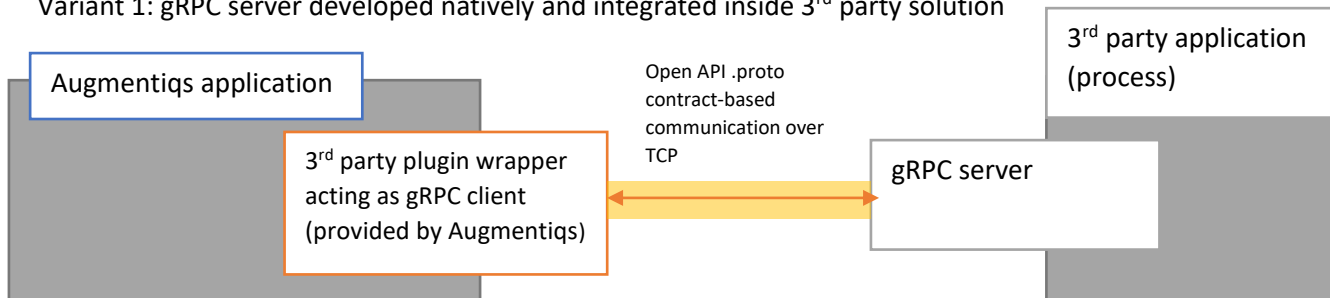 Variant 1: gRPC server developed natively and integrated inside 3rd party solution
Augmentiqs application
3rd party plugin wrapper
acting as gRPC client
(provided by Augmentiqs)
Open API .proto
contract-based
communication over
TCP
gRPC server
3rd party application
(process)